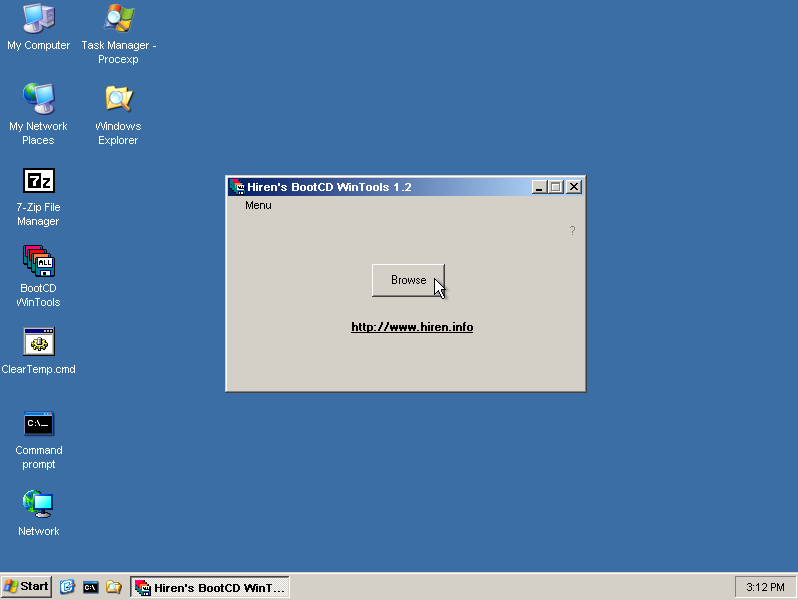 My Computer
Task Manager -
Procexp
My Network
Places
Windows
Explorer
7z
7-Zip File
Manager
ALL
BootCD
WinTools
ClearTemp.cmd
C:\_
Command
prompt
Network
Hiren's BootCD WinTools 1.2
Menu
?
Browse
http://www.hiren.info
Start
C:\
Hiren's BootCD WinT...
3:12 PM